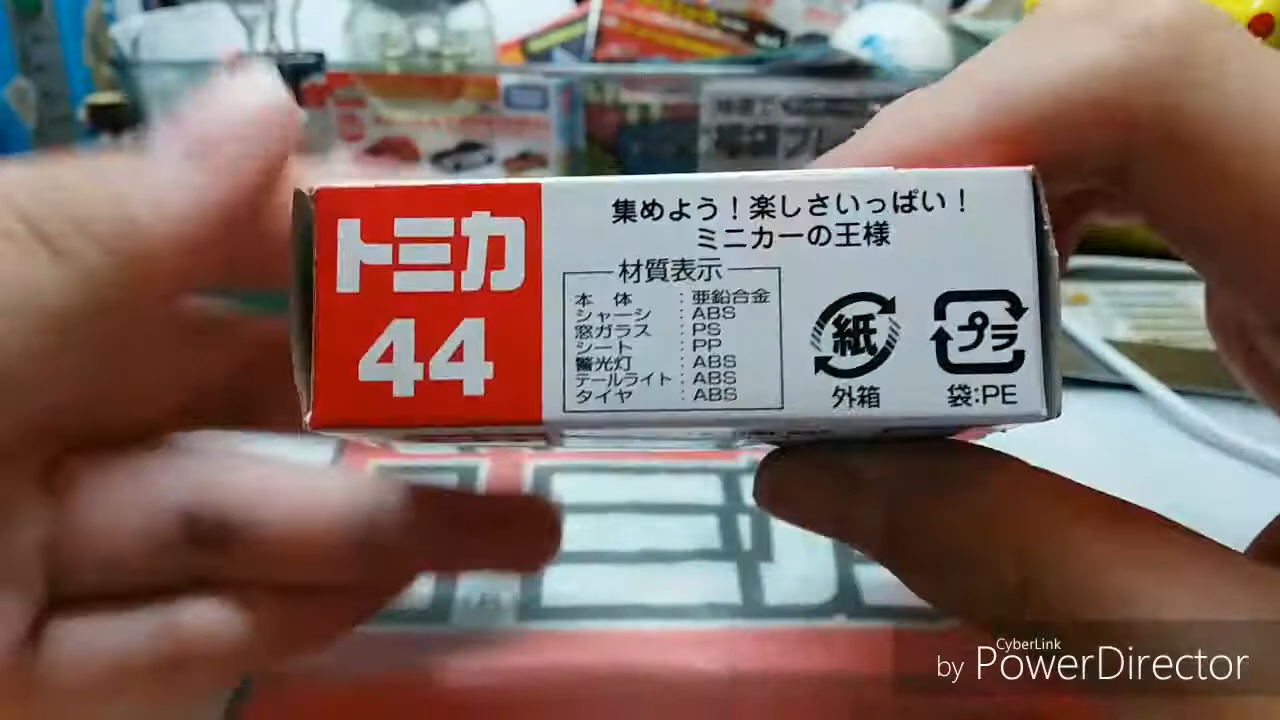 トミカ
44
集めよう!楽しさいっぱい!
ミニカーの王様
材質表示
本体:亜鉛合金
シャーシ:ABS
窓ガラス:PS
シート:PP
警光灯:ABS
テールライト:ABS
タイヤ:ABS
紙
外箱
プラ
袋:PE
CyberLink
by PowerDirector